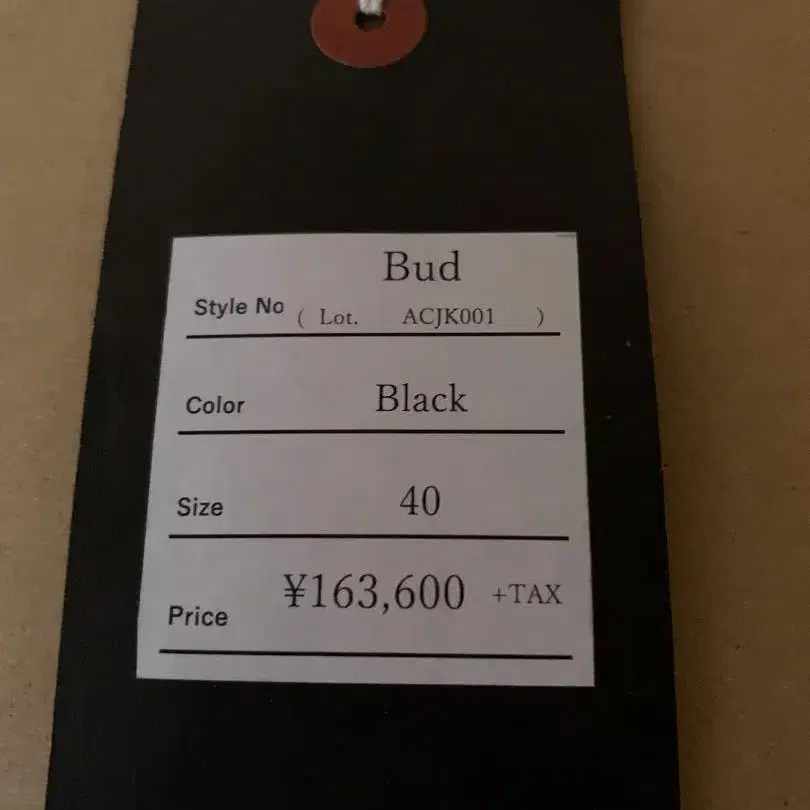 Bud
Style No ( Lot. ACJK001 )
Color Black
Size 40
Price ¥163,600 +TAX